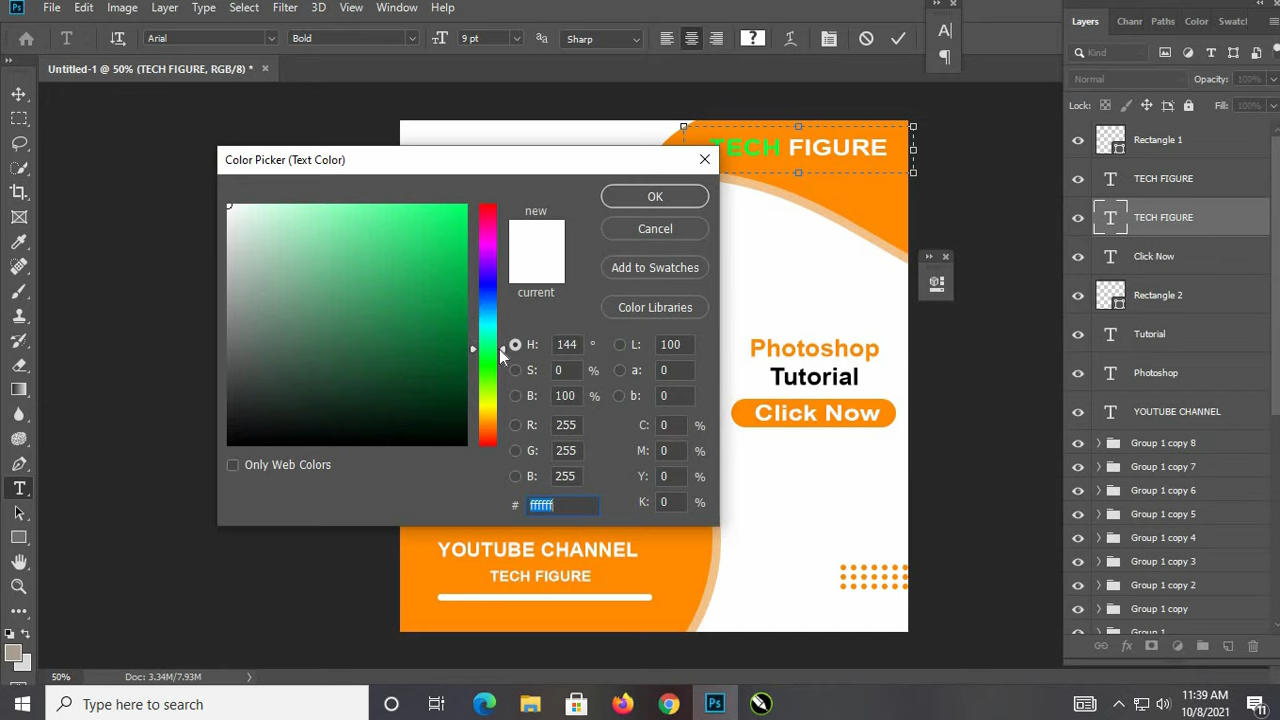 Ps File Edit Image Layer Type Select Filter 3D View Window Help
T Arial Bold 9 pt aa Sharp ?
Untitled-1 @ 50% (TECH FIGURE, RGB/8) *
Layers Chanr Paths Color Swatcl
Kind
Normal Opacity: 100%
Lock: Fill: 100%
Rectangle 1
TECH FIGURE
TECH FIGURE
Click Now
Rectangle 2
Tutorial
Photoshop
YOUTUBE CHANNEL
Group 1 copy 8
Group 1 copy 7
Group 1 copy 6
Group 1 copy 5
Group 1 copy 4
Group 1 copy 3
Group 1 copy 2
Group 1 copy
Group 1
TECH FIGURE
Photoshop
Tutorial
Click Now
YOUTUBE CHANNEL
TECH FIGURE
Color Picker (Text Color)
new
current
OK
Cancel
Add to Swatches
Color Libraries
H: 144 ° L: 100
S: 0 % a: 0
B: 100 % b: 0
R: 255 C: 0 %
G: 255 M: 0 %
B: 255 Y: 0 %
# ffffff K: 0 %
Only Web Colors
50% Doc: 3.34M/7.93M
Type here to search
11:39 AM
10/8/2021
11